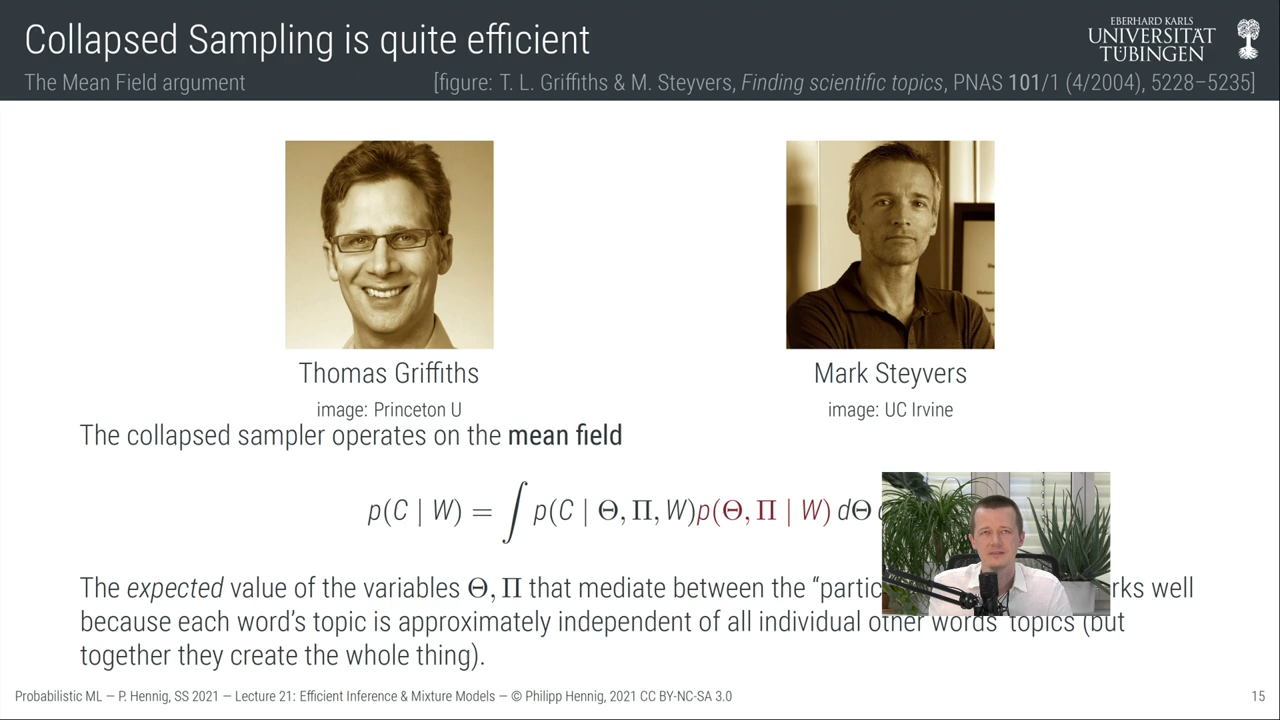 Collapsed Sampling is quite efficient
EBERHARD KARLS
UNIVERSITÄT
TÜBINGEN
The Mean Field argument
[figure: T. L. Griffiths & M. Steyvers, Finding scientific topics, PNAS 101/1 (4/2004), 5228–5235]
Thomas Griffiths
Mark Steyvers
image: Princeton U
image: UC Irvine
The collapsed sampler operates on the mean field
p(C | W) = ∫ p(C | Θ, Π, W)p(Θ, Π | W) dΘ
The expected value of the variables Θ, Π that mediate between the well
because each word's topic is approximately independent of all individual other words' topics (but
together they create the whole thing).
Probabilistic ML — P. Hennig, SS 2021 — Lecture 21: Efficient Inference & Mixture Models — © Philipp Hennig, 2021 CC BY-NC-SA 3.0
15